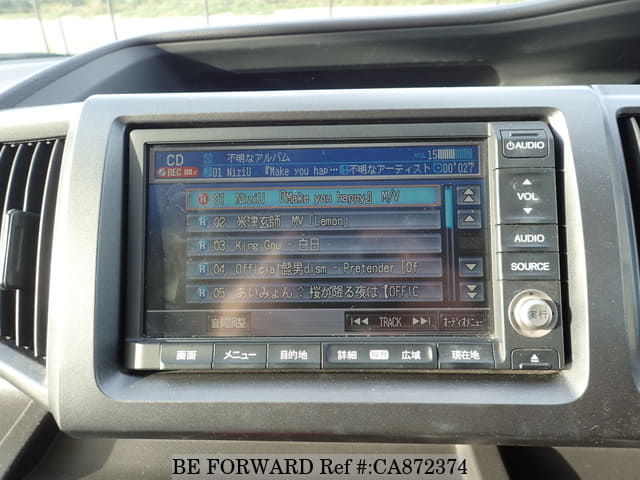 CD 不明なアルバム VOL 15
REC 01 NiziU 『Make you hap… 不明なアーティスト 00'02"
R 01 NiziU 『Make you happy』 M/V
R 02 米津玄師 MV「Lemon」
R 03 King Gnu - 白日
R 04 Official髭男dism - Pretender [Of
R 05 あいみょん ? 桜が降る夜は【OFFIC
音質調整 TRACK オーディオメニュー
AUDIO
VOL
AUDIO
SOURCE
実行
画面 メニュー 目的地 詳細 広域 現在地
BE FORWARD Ref #:CA872374